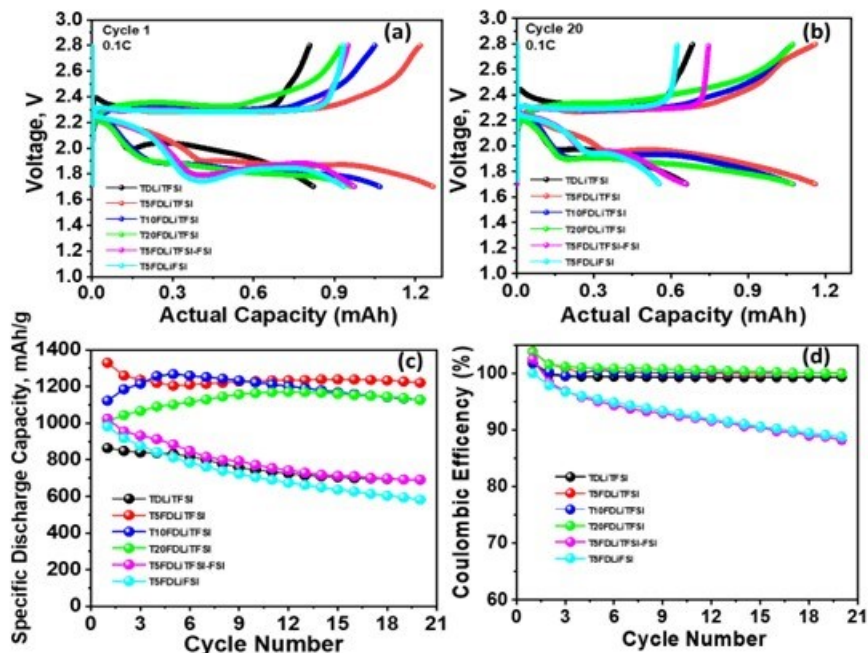 Cycle 1
0.1C
(a)
2.8
2.6
2.4
2.2
2.0
1.8
1.6
1.4
1.2
1.0
Voltage, V
TDLiTFSI
T5FDLiTFSI
T10FDLiTFSI
T20FDLiTFSI
T5FDLiTFSI-FSI
T5FDLiFSI
0.0 0.3 0.6 0.9 1.2
Actual Capacity (mAh)
Cycle 20
0.1C
(b)
2.8
2.6
2.4
2.2
2.0
1.8
1.6
1.4
1.2
1.0
Voltage, V
TDLiTFSI
T5FDLiTFSI
T10FDLiTFSI
T20FDLiTFSI
T5FDLiTFSI-FSI
T5FDLiFSI
0.0 0.3 0.6 0.9 1.2
Actual Capacity (mAh)
(c)
1400
1200
1000
800
600
400
200
0
Specific Discharge Capacity, mAh/g
TDLiTFSI
T5FDLiTFSI
T10FDLiTFSI
T20FDLiTFSI
T5FDLiTFSI-FSI
T5FDLiFSI
0 3 6 9 12 15 18 21
Cycle Number
(d)
100
90
80
70
60
Coulombic Efficency (%)
TDLiTFSI
T5FDLiTFSI
T10FDLiTFSI
T20FDLiTFSI
T5FDLiTFSI-FSI
T5FDLiFSI
0 3 6 9 12 15 18 21
Cycle Number